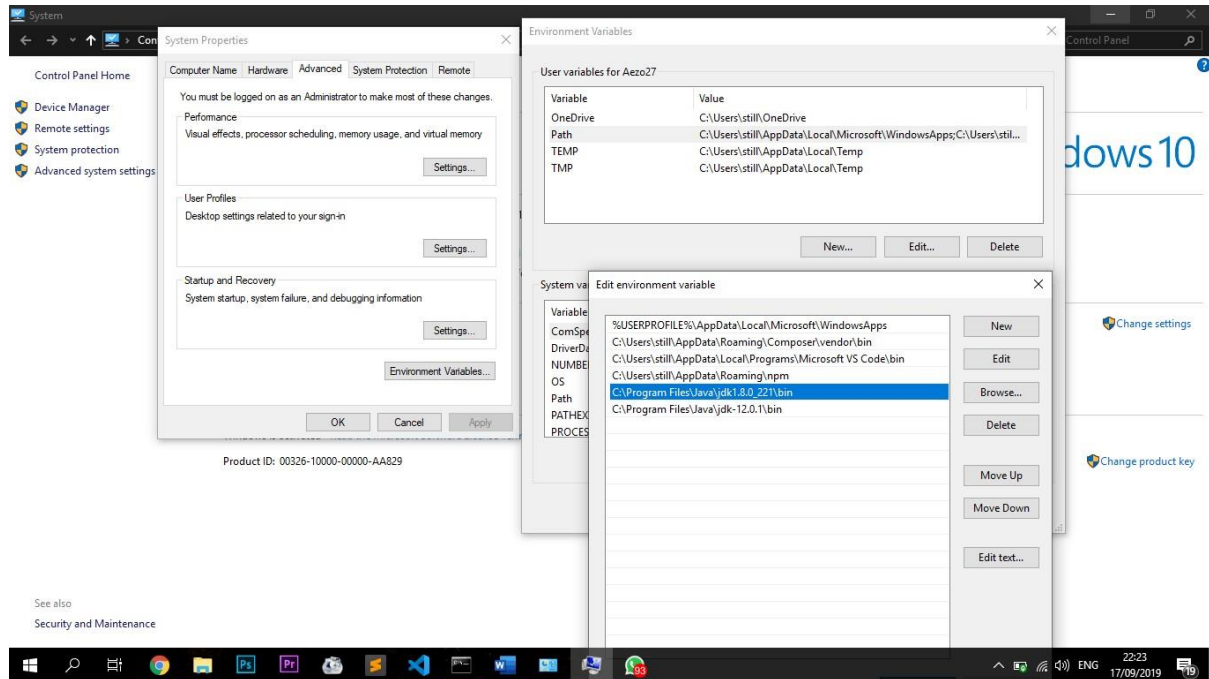 System
Con
Control Panel
Control Panel Home
Device Manager
Remote settings
System protection
Advanced system settings
See also
Security and Maintenance
System Properties
Computer Name Hardware Advanced System Protection Remote
You must be logged on as an Administrator to make most of these changes.
Performance
Visual effects, processor scheduling, memory usage, and virtual memory
Settings...
User Profiles
Desktop settings related to your sign-in
Settings...
Startup and Recovery
System startup, system failure, and debugging information
Settings...
Environment Variables...
OK Cancel Apply
Product ID: 00326-10000-00000-AA829
Environment Variables
User variables for Aezo27
Variable Value
OneDrive C:\Users\still\OneDrive
Path C:\Users\still\AppData\Local\Microsoft\WindowsApps;C:\Users\stil...
TEMP C:\Users\still\AppData\Local\Temp
TMP C:\Users\still\AppData\Local\Temp
New... Edit... Delete
System va
Variable
ComSpe
DriverDa
NUMBE
OS
Path
PATHEX
PROCES
Edit environment variable
%USERPROFILE%\AppData\Local\Microsoft\WindowsApps
C:\Users\still\AppData\Roaming\Composer\vendor\bin
C:\Users\still\AppData\Local\Programs\Microsoft VS Code\bin
C:\Users\still\AppData\Roaming\npm
C:\Program Files\Java\jdk1.8.0_221\bin
C:\Program Files\Java\jdk-12.0.1\bin
New
Edit
Browse...
Delete
Move Up
Move Down
Edit text...
dows 10
Change settings
Change product key
Ps Pr
93
ENG
22:23
17/09/2019
19